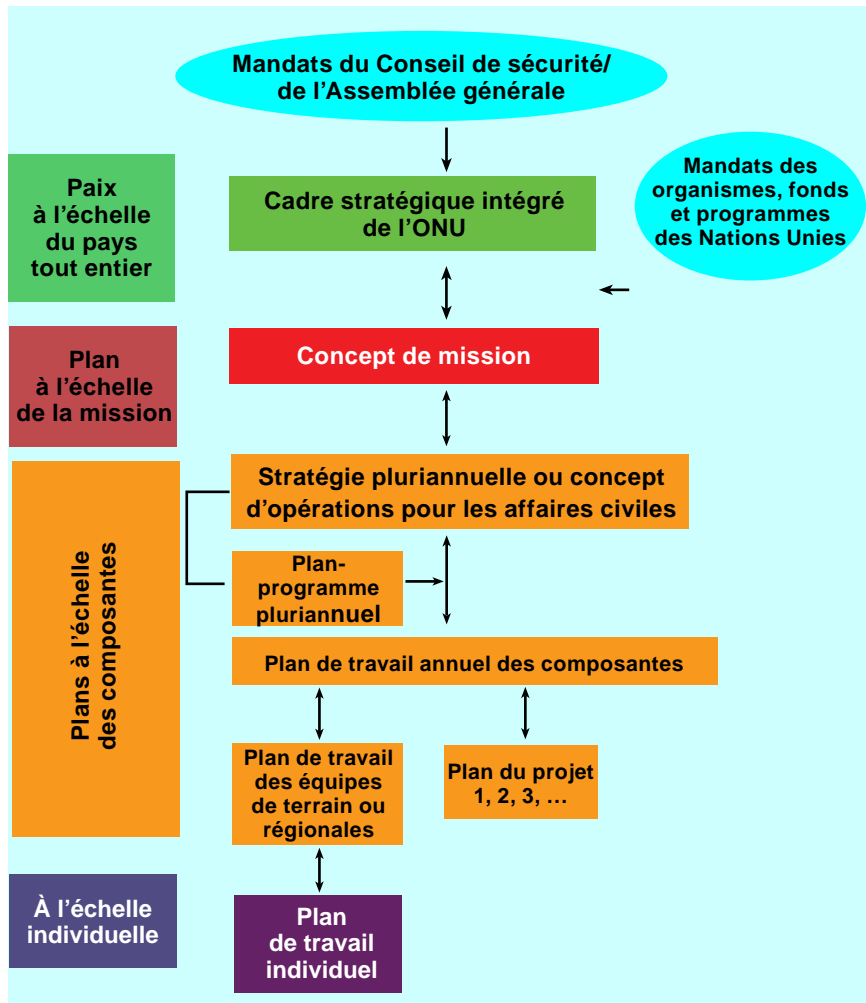 Mandats du Conseil de sécurité/
de l'Assemblée générale
Paix
à l'échelle
du pays
tout entier
Cadre stratégique intégré
de l'ONU
Mandats des
organismes, fonds
et programmes
des Nations Unies
Plan
à l'échelle
de la mission
Concept de mission
Plans à l'échelle
des composantes
Stratégie pluriannuelle ou concept
d'opérations pour les affaires civiles
Plan-
programme
pluriannuel
Plan de travail annuel des composantes
Plan de travail
des équipes
de terrain ou
régionales
Plan du projet
1, 2, 3, …
À l'échelle
individuelle
Plan
de travail
individuel